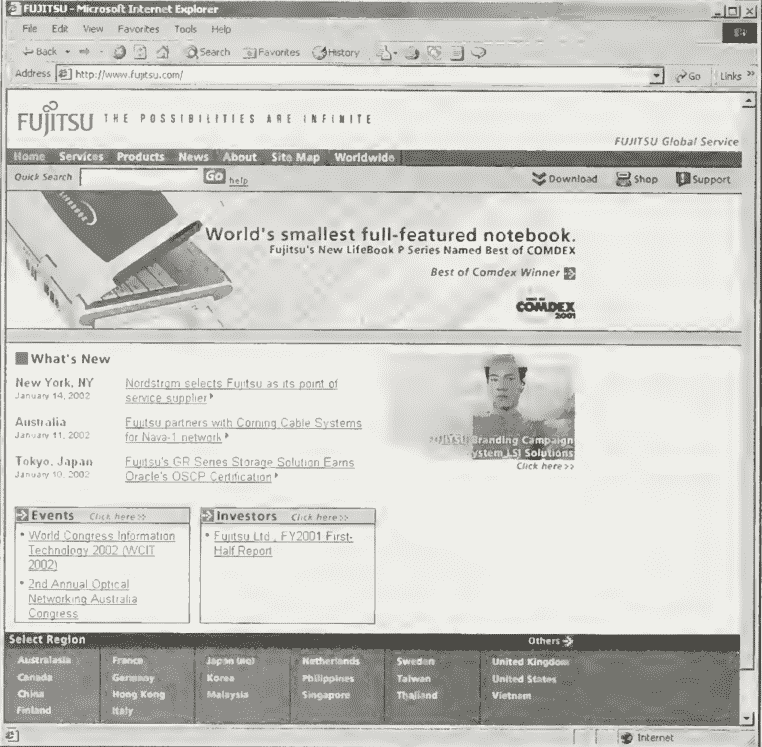 FUJITSU - Microsoft Internet Explorer
File Edit View Favorites Tools Help
Back Search Favorites History
Address http://www.fujitsu.com/ Go Links »
FUJITSU THE POSSIBILITIES ARE INFINITE
FUJITSU Global Service
Home Services Products News About Site Map Worldwide
Quick Search Go help Download Shop Support
World's smallest full-featured notebook.
Fujitsu's New LifeBook P Series Named Best of COMDEX
Best of Comdex Winner
COMDEX
2001
What's New
New York, NY
January 14, 2002
Nordstrom selects Fujitsu as its point of
service supplier
Australia
January 11, 2002
Fujitsu partners with Corning Cable Systems
for Nava-1 network
Tokyo, Japan
January 10, 2002
Fujitsu's GR Series Storage Solution Earns
Oracle's OSCP Certification
FUJITSU Branding Campaign
System LSI Solutions
Click here >>
Events Click here >>
• World Congress Information
Technology 2002 (WCIT
2002)
• 2nd Annual Optical
Networking Australia
Congress
Investors Click here >>
• Fujitsu Ltd., FY2001 First-
Half Report
Select Region Others
Australasia France Japan Netherlands Sweden United Kingdom
Canada Germany Korea Philippines Taiwan United States
China Hong Kong Malaysia Singapore Thailand Vietnam
Finland Italy
Internet